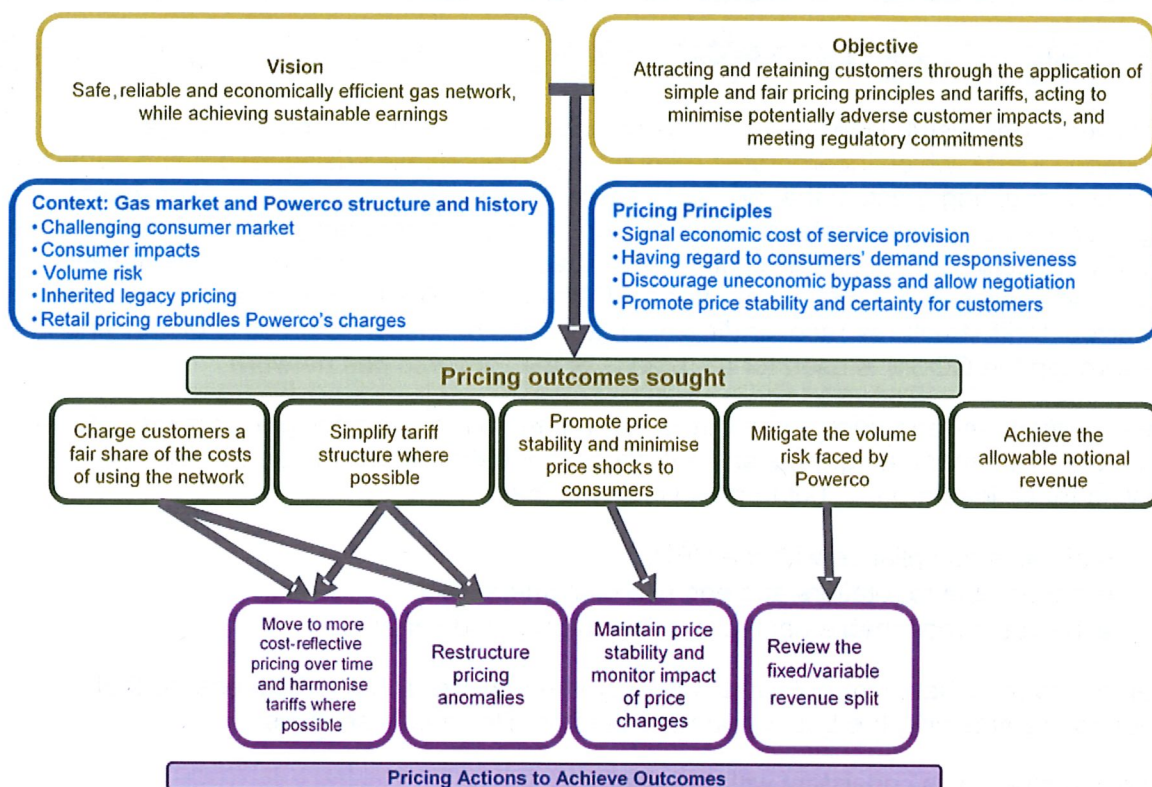 Vision
Safe, reliable and economically efficient gas network,
while achieving sustainable earnings
Objective
Attracting and retaining customers through the application of
simple and fair pricing principles and tariffs, acting to
minimise potentially adverse customer impacts, and
meeting regulatory commitments
Context: Gas market and Powerco structure and history
• Challenging consumer market
• Consumer impacts
• Volume risk
• Inherited legacy pricing
• Retail pricing rebundles Powerco's charges
Pricing Principles
• Signal economic cost of service provision
• Having regard to consumers' demand responsiveness
• Discourage uneconomic bypass and allow negotiation
• Promote price stability and certainty for customers
Pricing outcomes sought
Charge customers a
fair share of the costs
of using the network
Simplify tariff
structure where
possible
Promote price
stability and minimise
price shocks to
consumers
Mitigate the volume
risk faced by
Powerco
Achieve the
allowable notional
revenue
Move to more
cost-reflective
pricing over time
and harmonise
tariffs where
possible
Restructure
pricing
anomalies
Maintain price
stability and
monitor impact
of price
changes
Review the
fixed/variable
revenue split
Pricing Actions to Achieve Outcomes